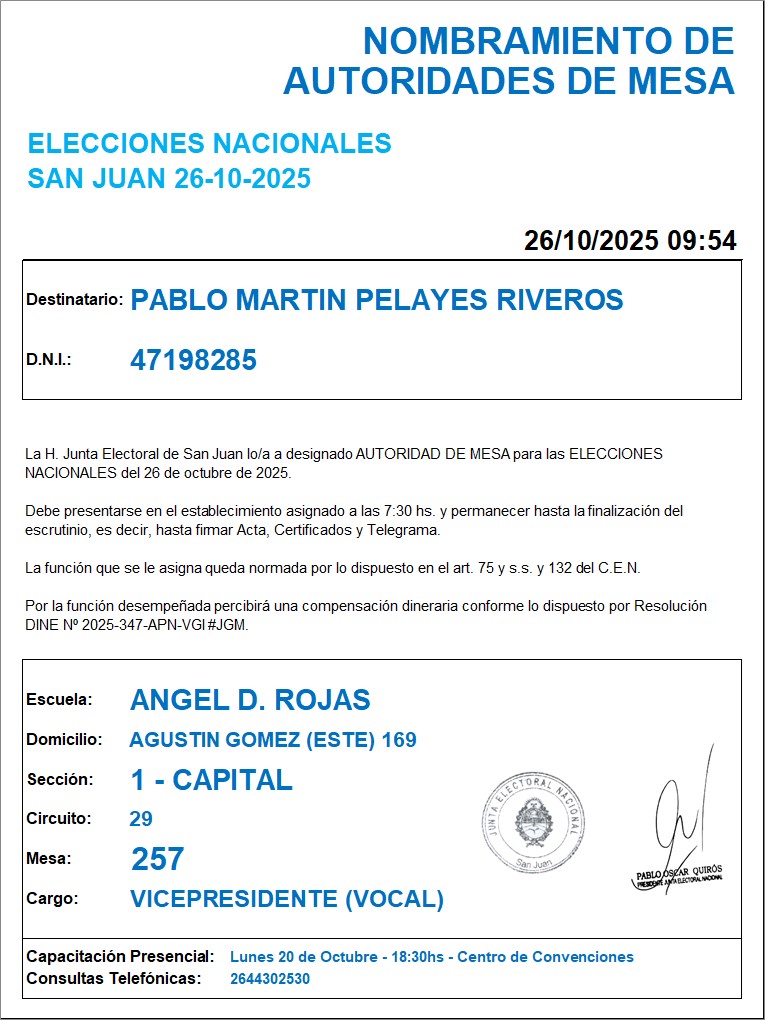 NOMBRAMIENTO DE
AUTORIDADES DE MESA
ELECCIONES NACIONALES
SAN JUAN 26-10-2025
26/10/2025 09:54
Destinatario: PABLO MARTIN PELAYES RIVEROS
D.N.I.: 47198285
La H. Junta Electoral de San Juan lo/a a designado AUTORIDAD DE MESA para las ELECCIONES
NACIONALES del 26 de octubre de 2025.
Debe presentarse en el establecimiento asignado a las 7:30 hs. y permanecer hasta la finalización del
escrutinio, es decir, hasta firmar Acta, Certificados y Telegrama.
La función que se le asigna queda normada por lo dispuesto en el art. 75 y s.s. y 132 del C.E.N.
Por la función desempeñada percibirá una compensación dineraria conforme lo dispuesto por Resolución
DINE Nº 2025-347-APN-VGI#JGM.
Escuela: ANGEL D. ROJAS
Domicilio: AGUSTIN GOMEZ (ESTE) 169
Sección: 1 - CAPITAL
Circuito: 29
Mesa: 257
Cargo: VICEPRESIDENTE (VOCAL)
JUNTA ELECTORAL NACIONAL
San Juan
PABLO OSCAR QUIRÓS
PRESIDENTE JUNTA ELECTORAL NACIONAL
Capacitación Presencial: Lunes 20 de Octubre - 18:30hs - Centro de Convenciones
Consultas Telefónicas: 2644302530